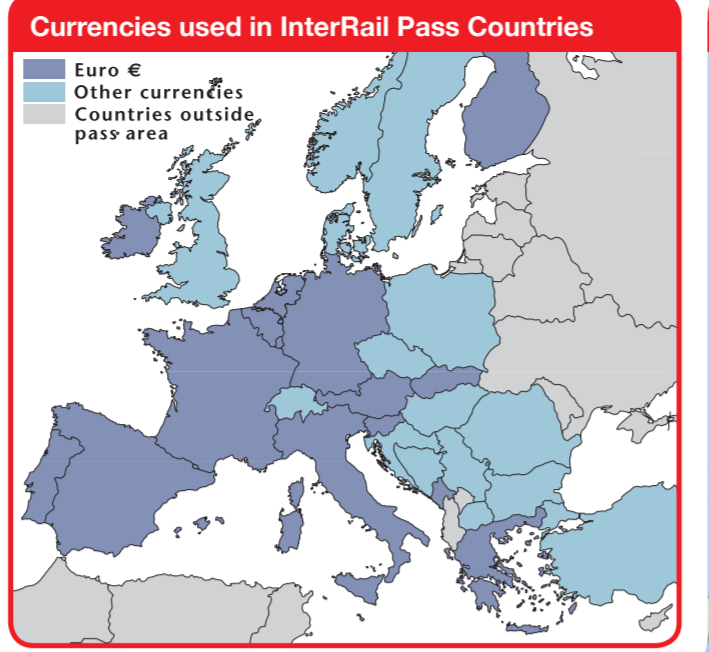 Currencies used in InterRail Pass Countries
Euro €
Other currencies
Countries outside
pass area